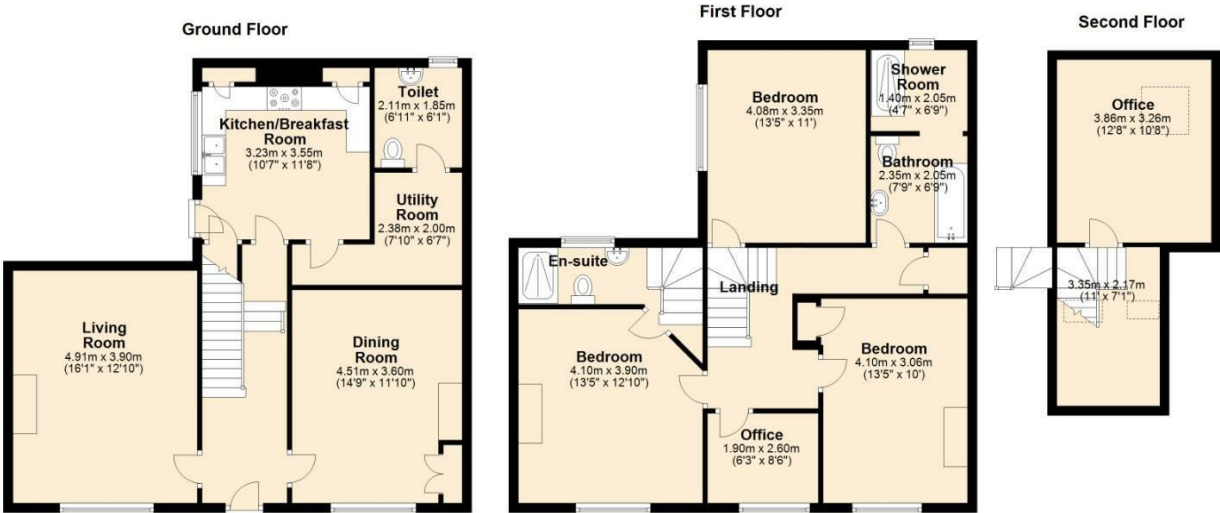 Ground Floor
Kitchen/Breakfast
Room
3.23m x 3.55m
(10'7" x 11'8")
Toilet
2.11m x 1.85m
(6'11" x 6'1")
Utility
Room
2.38m x 2.00m
(7'10" x 6'7")
Living
Room
4.91m x 3.90m
(16'1" x 12'10")
Dining
Room
4.51m x 3.60m
(14'9" x 11'10")
First Floor
Bedroom
4.08m x 3.35m
(13'5" x 11')
Shower
Room
1.40m x 2.05m
(4'7" x 6'9")
Bathroom
2.35m x 2.05m
(7'9" x 6'9")
En-suite
Landing
Bedroom
4.10m x 3.90m
(13'5" x 12'10")
Bedroom
4.10m x 3.06m
(13'5" x 10')
Office
1.90m x 2.60m
(6'3" x 8'6")
Second Floor
Office
3.86m x 3.26m
(12'8" x 10'8")
3.35m x 2.17m
(11' x 7'1")